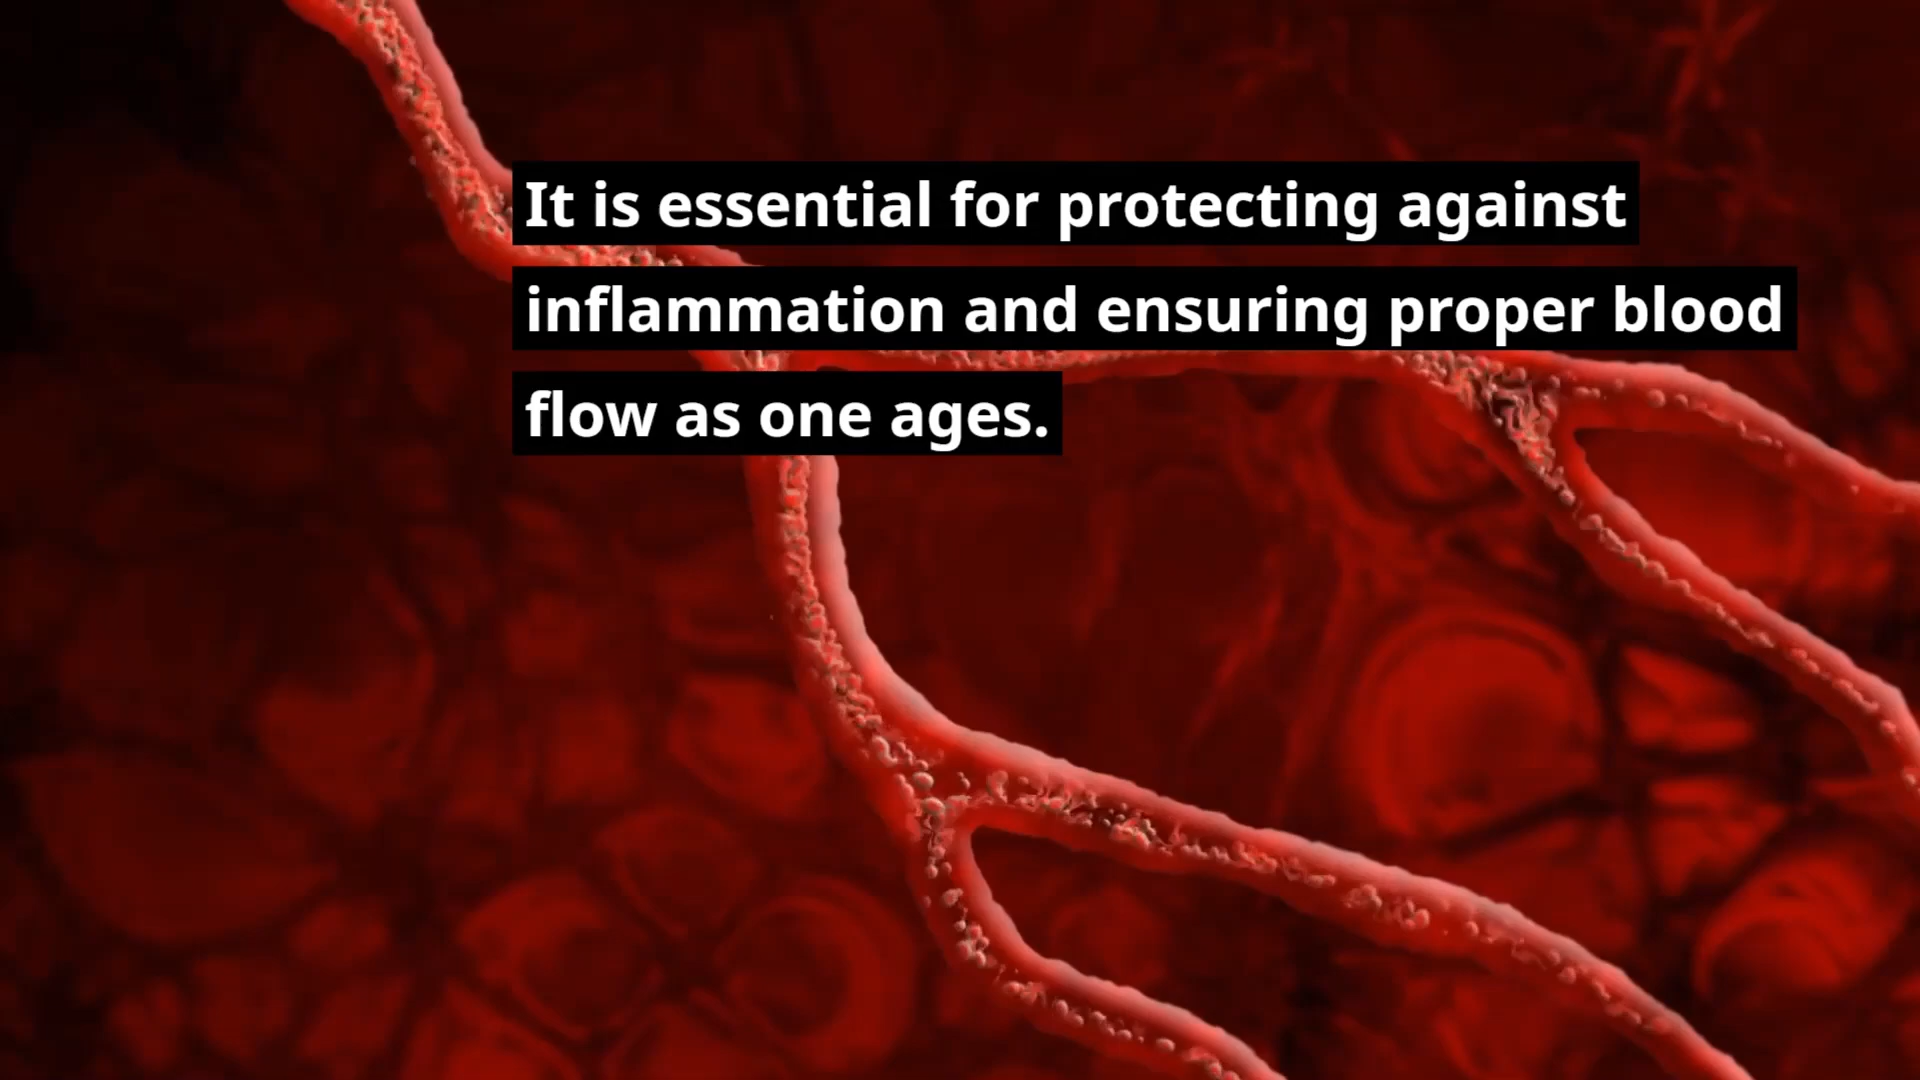 It is essential for protecting against
inflammation and ensuring proper blood
flow as one ages.